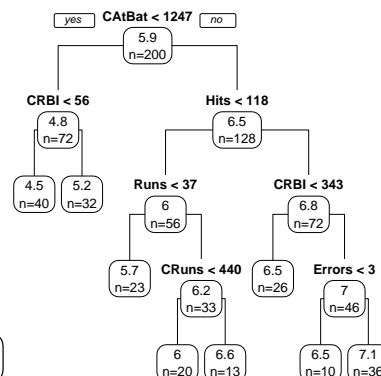 yes CAtBat < 1247 no
5.9
n=200
CRBI < 56 Hits < 118
4.8 6.5
n=72 n=128
4.5 5.2 Runs < 37 CRBI < 343
n=40 n=32 6 6.8
n=56 n=72
5.7 CRuns < 440 6.5 Errors < 3
n=23 6.2 n=26 7
n=33 n=46
6 6.6 6.5 7.1
n=20 n=13 n=10 n=36